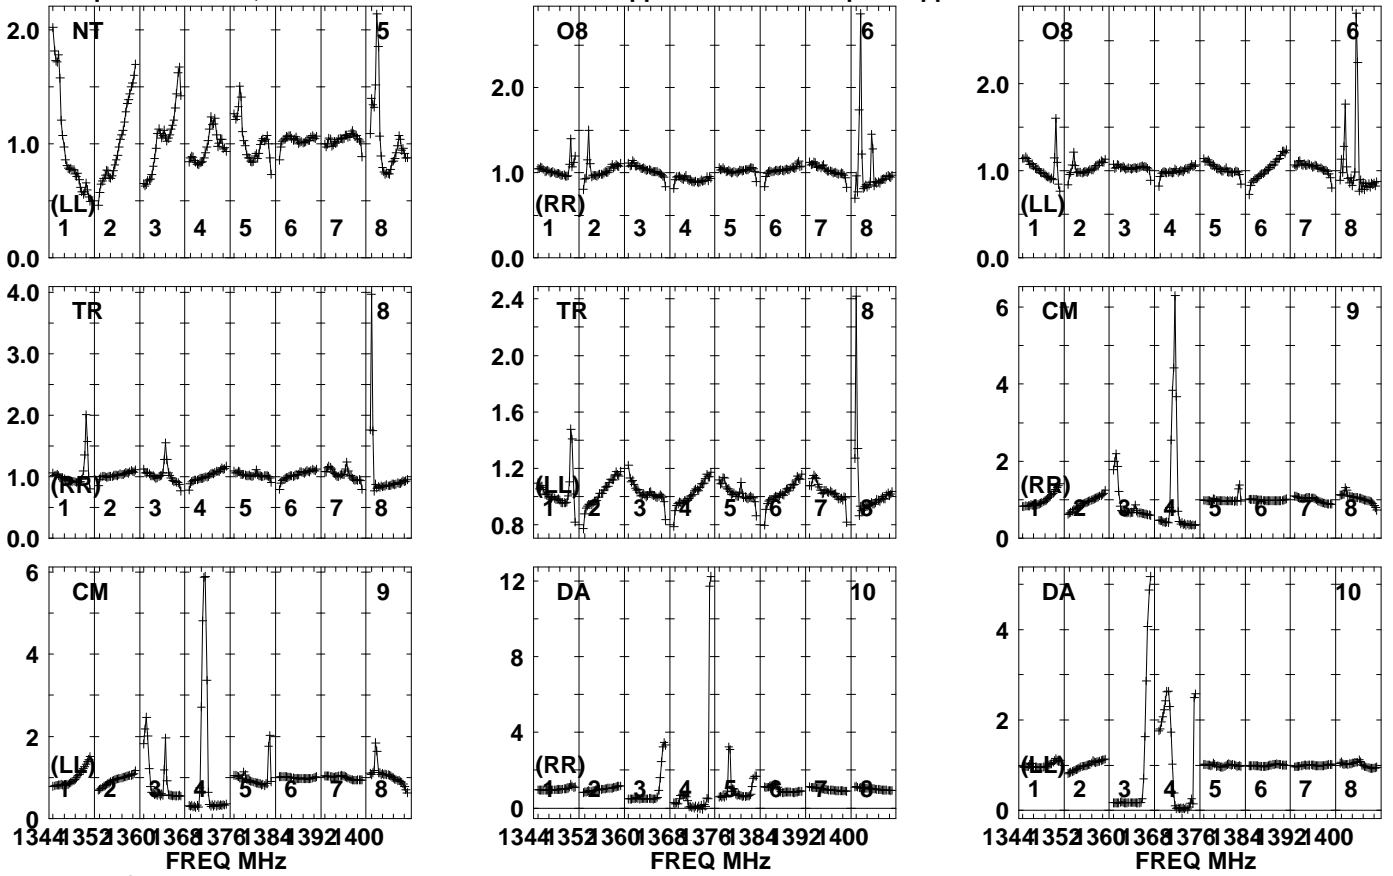 2.0 NT 5 O8 6 O8 6
2.0 2.0
1.0 1.0 1.0
(LL) (RR) (LL)
1 2 3 4 5 6 7 8 1 2 3 4 5 6 7 8 1 2 3 4 5 6 7 8
0.0 0.0 0.0
4.0 TR 8 2.4 TR 8 6 CM 9
3.0 2.0 4
2.0 1.6
1.2 2
1.0 (RR) (LL) (RR)
1 2 3 4 5 6 7 8 1 2 3 4 5 6 7 8 1 2 3 4 5 6 7 8
0.0 0.8 0
6 CM 9 12 DA 10 DA 10
4 8 4
2 4 2
(LL) (RR) (LL)
1 2 3 4 5 6 7 8 1 2 3 4 5 6 7 8 1 2 3 4 5 6 7 8
0 0 0
1344 1352 1360 1368 1376 1384 1392 1400 1344 1352 1360 1368 1376 1384 1392 1400 1344 1352 1360 1368 1376 1384 1392 1400
FREQ MHz FREQ MHz FREQ MHz